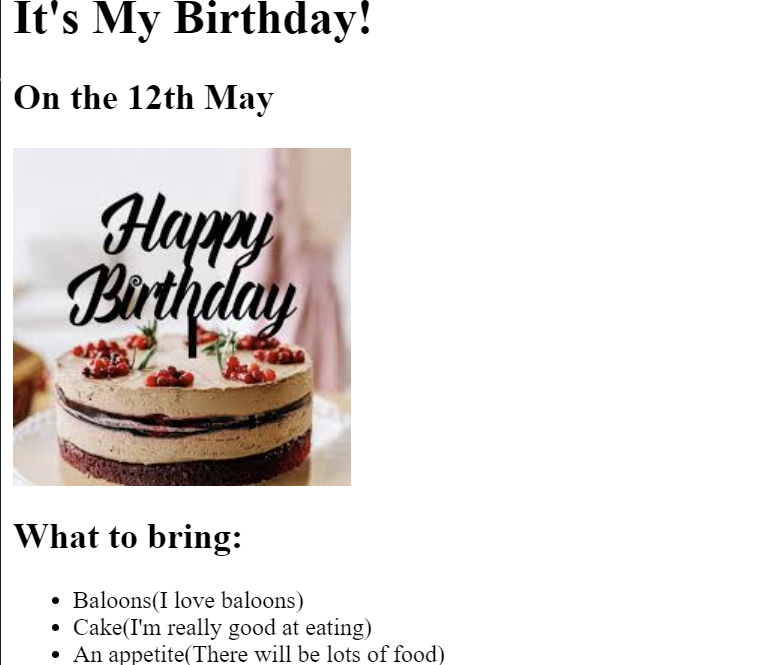 It's My Birthday!
On the 12th May
Happy
Birthday
What to bring:
Baloons(I love baloons)
Cake(I'm really good at eating)
An appetite(There will be lots of food)